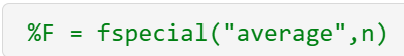 %F = fspecial("average",n)